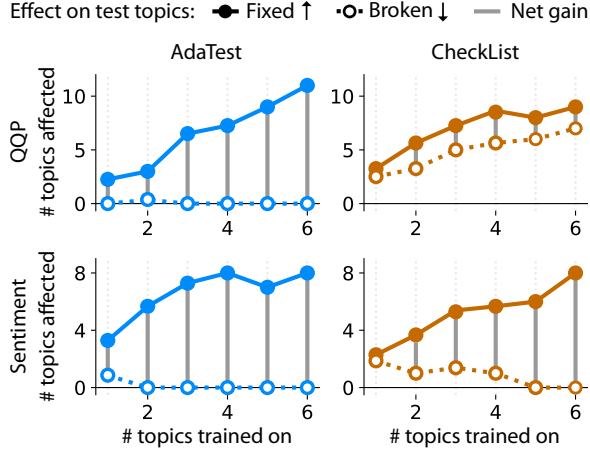 Effect on test topics: Fixed ↑ Broken ↓ Net gain
AdaTest CheckList
QQP
# topics affected
10
5
0
2 4 6
10
5
0
2 4 6
Sentiment
# topics affected
8
4
0
2 4 6
8
4
0
2 4 6
# topics trained on # topics trained on